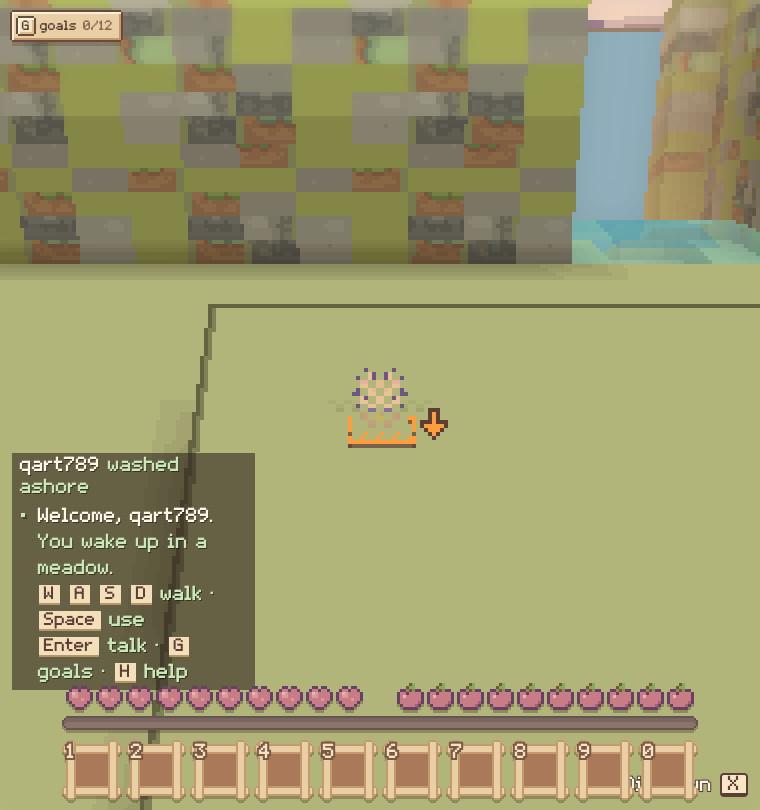 G goals 0/12
qart789 washed
ashore
· Welcome, qart789.
You wake up in a
meadow.
W A S D walk ·
Space use
Enter talk · G
goals · H help
1 2 3 4 5 6 7 8 9 0
X